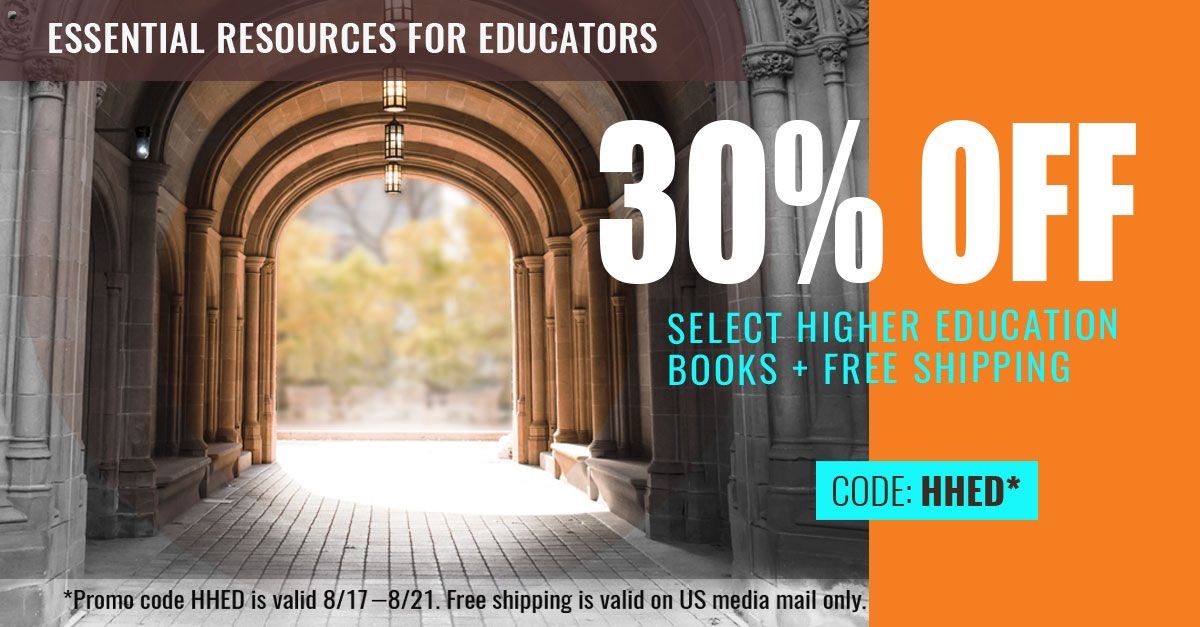 ESSENTIAL RESOURCES FOR EDUCATORS
30% OFF
SELECT HIGHER EDUCATION
BOOKS + FREE SHIPPING
CODE: HHED*
*Promo code HHED is valid 8/17–8/21. Free shipping is valid on US media mail only.